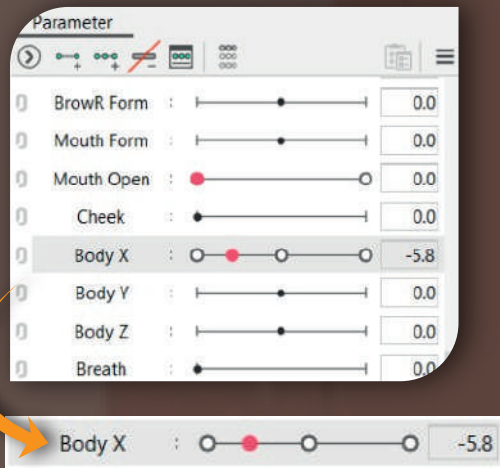 Parameter
BrowR Form : 0.0
Mouth Form : 0.0
Mouth Open : 0.0
Cheek : 0.0
Body X : -5.8
Body Y : 0.0
Body Z : 0.0
Breath : 0.0
Body X : -5.8